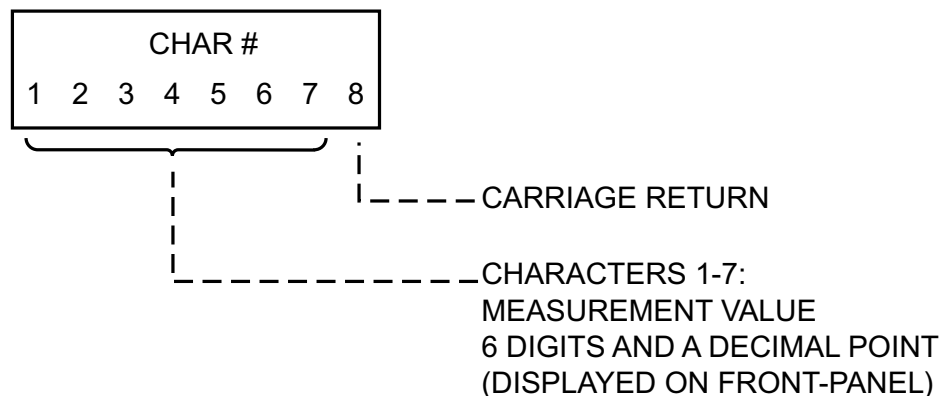 CHAR #
1 2 3 4 5 6 7 8
CARRIAGE RETURN
CHARACTERS 1-7:
MEASUREMENT VALUE
6 DIGITS AND A DECIMAL POINT
(DISPLAYED ON FRONT-PANEL)